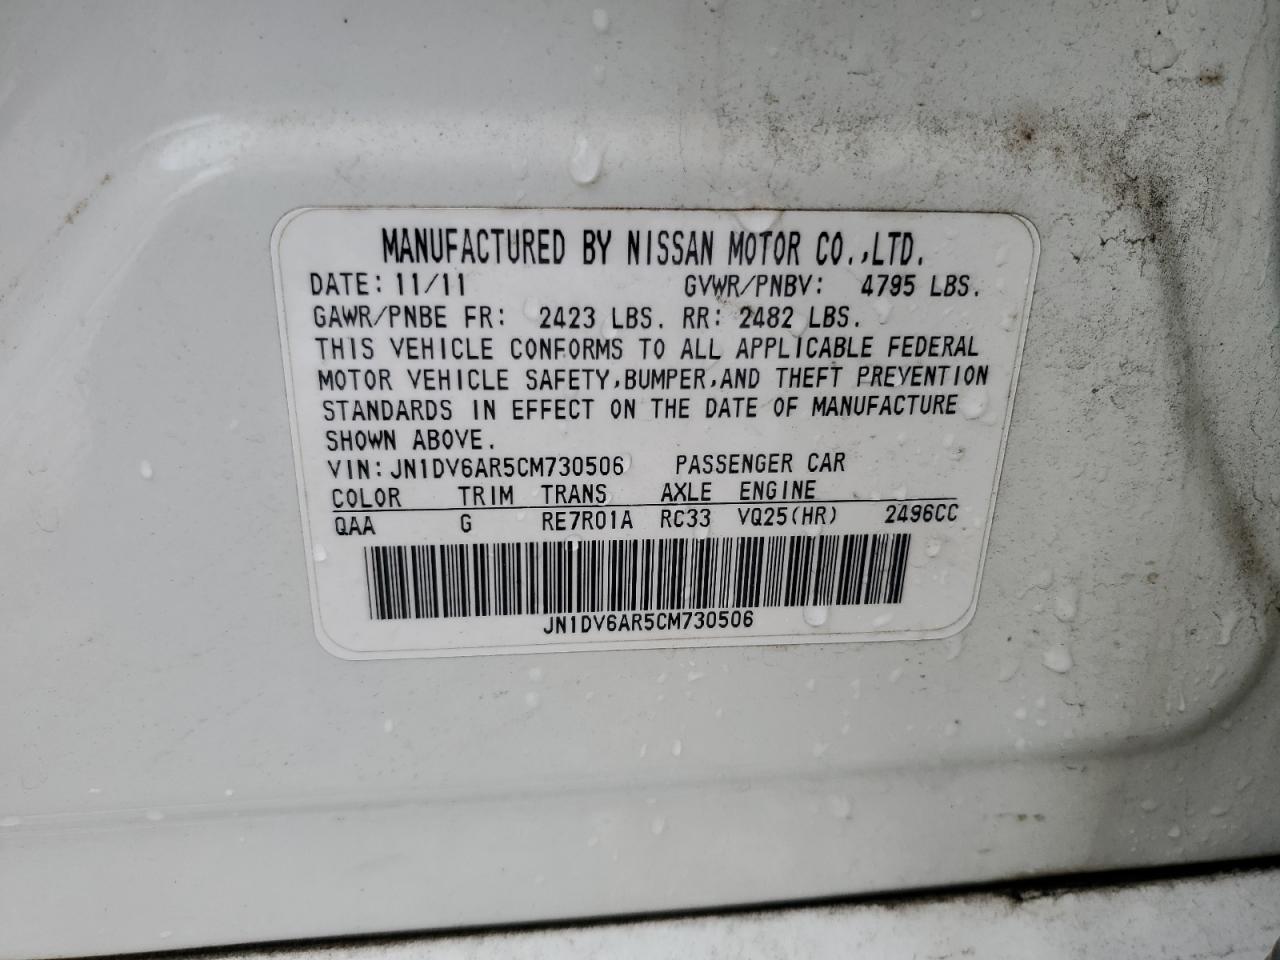 MANUFACTURED BY NISSAN MOTOR CO.,LTD.
DATE: 11/11 GVWR/PNBV: 4795 LBS.
GAWR/PNBE FR: 2423 LBS. RR: 2482 LBS.
THIS VEHICLE CONFORMS TO ALL APPLICABLE FEDERAL
MOTOR VEHICLE SAFETY,BUMPER,AND THEFT PREVENTION
STANDARDS IN EFFECT ON THE DATE OF MANUFACTURE
SHOWN ABOVE.
VIN: JN1DV6AR5CM730506 PASSENGER CAR
COLOR TRIM TRANS AXLE ENGINE
QAA G RE7R01A RC33 VQ25(HR) 2496CC
JN1DV6AR5CM730506